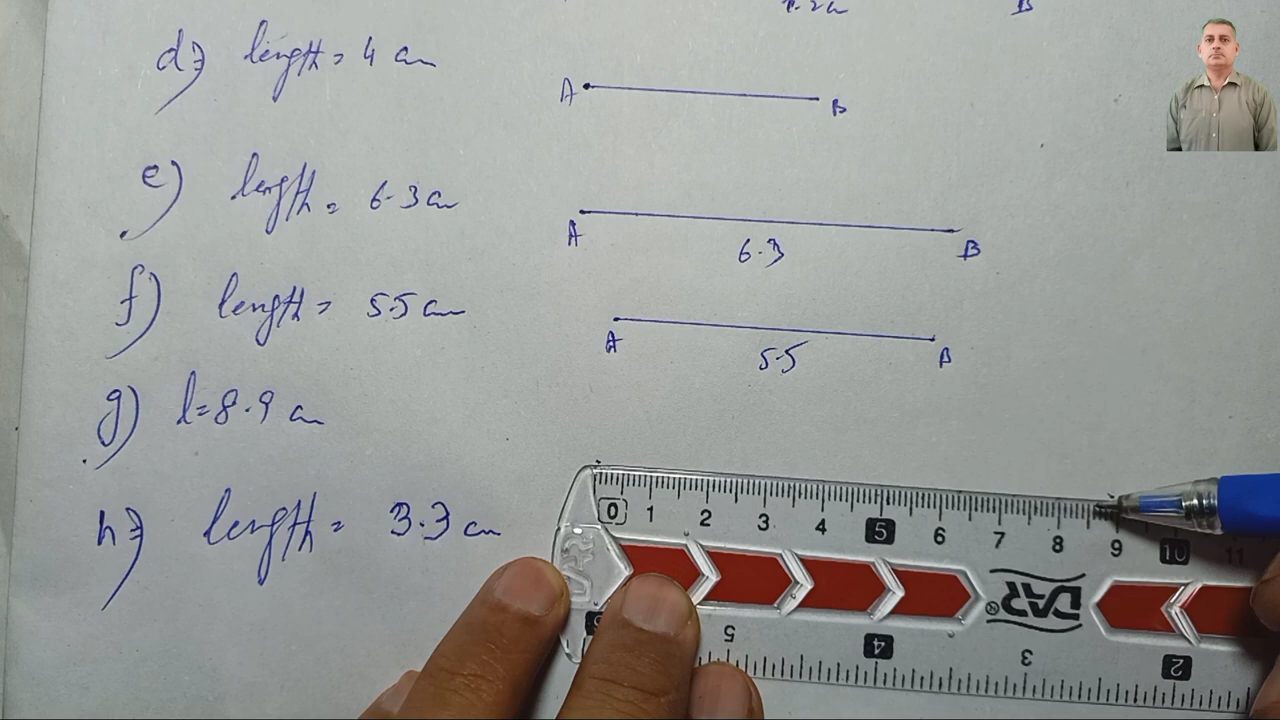 B
d) length = 4 cm
A B
e) length = 6.3 cm
A B
6.3
f) length = 5.5 cm
A B
5.5
g) l = 8.9 cm
h) length = 3.3 cm
0 1 2 3 4 5 6 7 8 9 10 11
DAR®
5 4 3 2